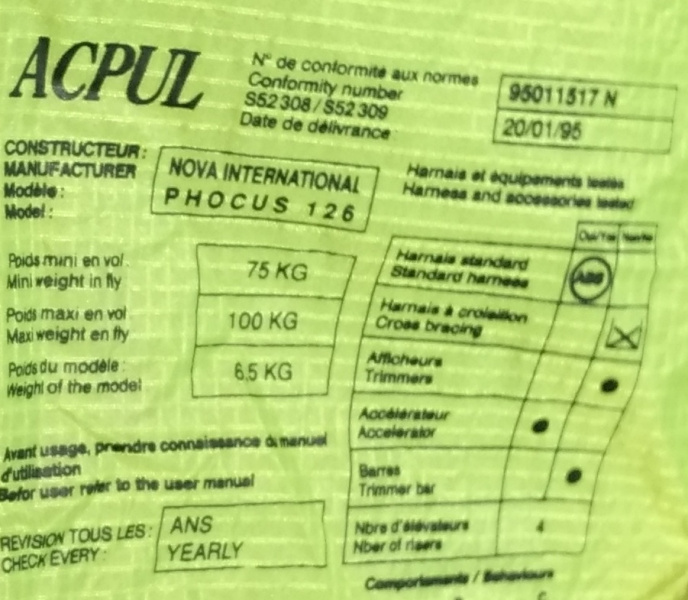 ACPUL
N° de conformité aux normes
Conformity number
S52 308 / S52 309
Date de délivrance
95011517 N
20/01/95
CONSTRUCTEUR :
MANUFACTURER
Modèle :
Model :
NOVA INTERNATIONAL
PHOCUS 126
Harnais et équipements testés
Harness and accessories tested
Oui/Yes Non/No
Poids mini en vol
Mini weight in fly
75 KG
Poids maxi en vol
Maxi weight en fly
100 KG
Poids du modèle :
Weight of the model
6,5 KG
Harnais standard
Standard harness
ABS
Harnais à croisillon
Cross bracing
Afficheurs
Trimmers
Accélérateur
Accelerator
Barres
Trimmer bar
Nbre d'élévateurs
Nber of risers
4
Avant usage, prendre connaissance du manuel
d'utilisation
Befor user refer to the user manual
REVISION TOUS LES :
CHECK EVERY :
ANS
YEARLY
Comportements / Behaviours
C